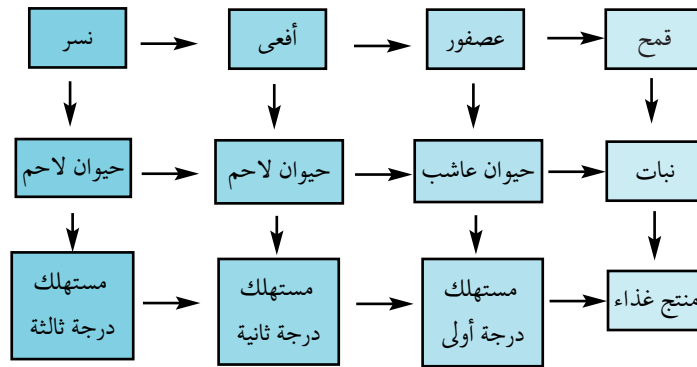 قمح
عصفور
أفعى
نسر
نبات
حيوان عاشب
حيوان لاحم
حيوان لاحم
منتج غذاء
مستهلك
درجة أولى
مستهلك
درجة ثانية
مستهلك
درجة ثالثة